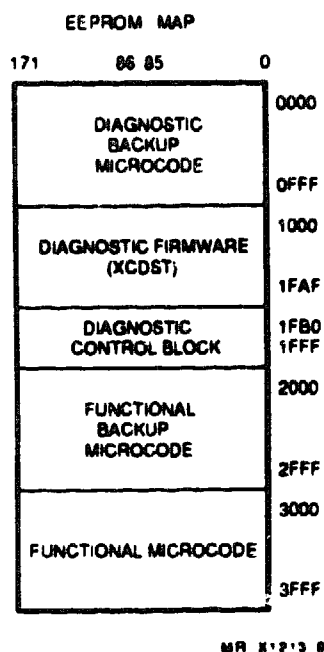 EEPROM MAP
171 86 85 0
0000
DIAGNOSTIC
BACKUP
MICROCODE
0FFF
1000
DIAGNOSTIC FIRMWARE
(XCDST)
1FAF
DIAGNOSTIC 1FB0
CONTROL BLOCK 1FFF
2000
FUNCTIONAL
BACKUP
MICROCODE
2FFF
3000
FUNCTIONAL MICROCODE
3FFF